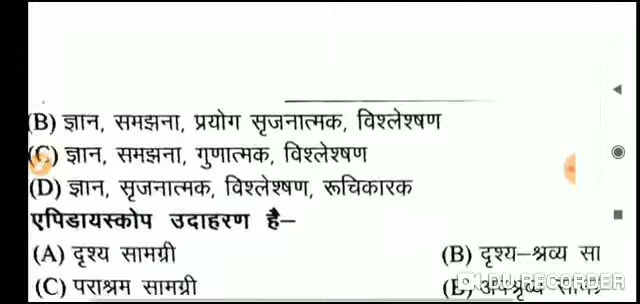 (B) ज्ञान, समझना, प्रयोग सृजनात्मक, विश्लेश्षण
(C) ज्ञान, समझना, गुणात्मक, विश्लेश्षण
(D) ज्ञान, सृजनात्मक, विश्लेश्षण, रूचिकारक
एपिडायस्कोप उदाहरण है–
(A) दृश्य सामग्री (B) दृश्य–श्रव्य सा
(C) पराश्रम सामग्री
DU RECORDER